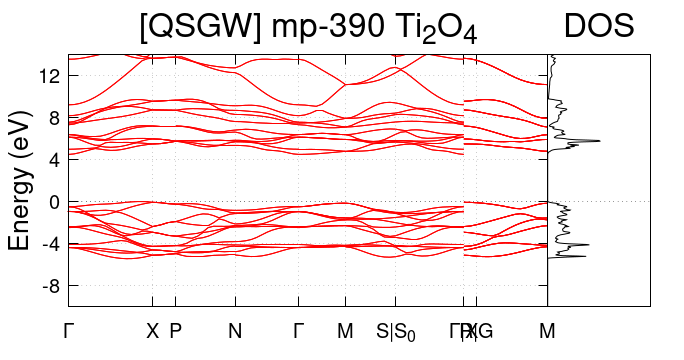 [QSGW] mp-390 Ti₂O₄ DOS
Energy (eV)
12
8
4
0
-4
-8
Γ X P N Γ M S|S₀ Γ|X G M